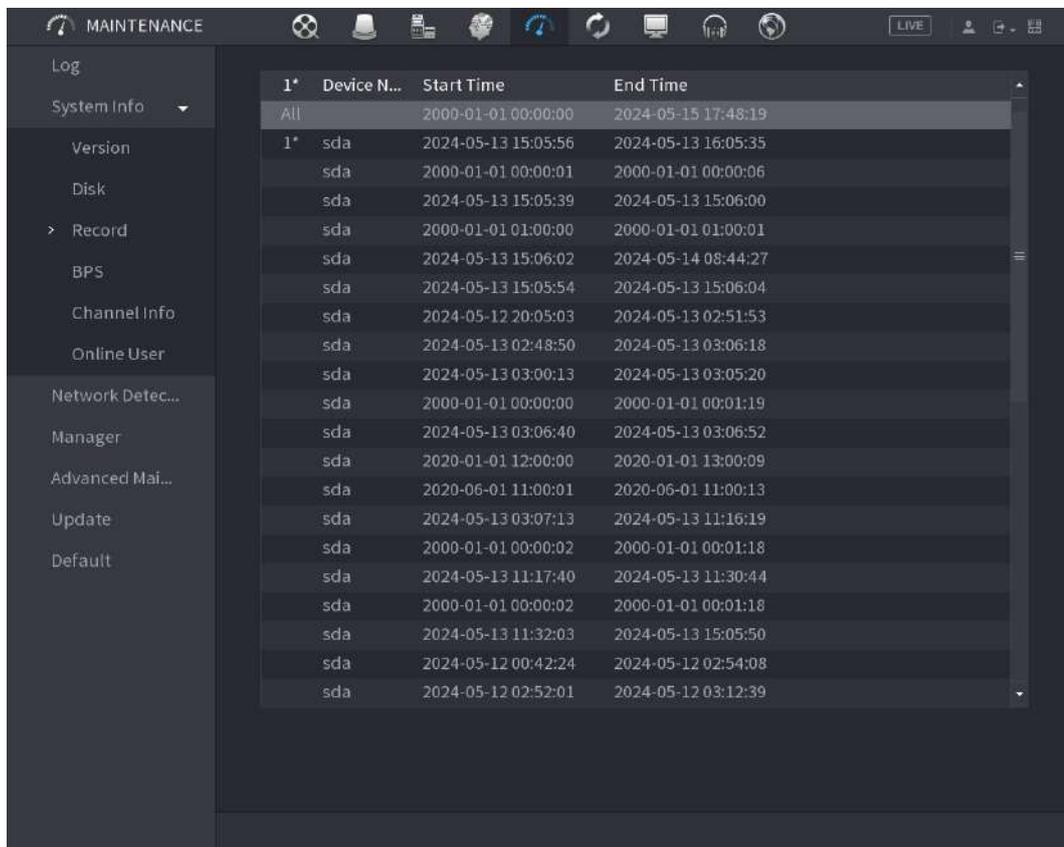 MAINTENANCE LIVE
Log
System Info
Version
Disk
> Record
BPS
Channel Info
Online User
Network Detec...
Manager
Advanced Mai...
Update
Default
1* Device N... Start Time End Time
All 2000-01-01 00:00:00 2024-05-15 17:48:19
1* sda 2024-05-13 15:05:56 2024-05-13 16:05:35
sda 2000-01-01 00:00:01 2000-01-01 00:00:06
sda 2024-05-13 15:05:39 2024-05-13 15:06:00
sda 2000-01-01 01:00:00 2000-01-01 01:00:01
sda 2024-05-13 15:06:02 2024-05-14 08:44:27
sda 2024-05-13 15:05:54 2024-05-13 15:06:04
sda 2024-05-12 20:05:03 2024-05-13 02:51:53
sda 2024-05-13 02:48:50 2024-05-13 03:06:18
sda 2024-05-13 03:00:13 2024-05-13 03:05:20
sda 2000-01-01 00:00:00 2000-01-01 00:01:19
sda 2024-05-13 03:06:40 2024-05-13 03:06:52
sda 2020-01-01 12:00:00 2020-01-01 13:00:09
sda 2020-06-01 11:00:01 2020-06-01 11:00:13
sda 2024-05-13 03:07:13 2024-05-13 11:16:19
sda 2000-01-01 00:00:02 2000-01-01 00:01:18
sda 2024-05-13 11:17:40 2024-05-13 11:30:44
sda 2000-01-01 00:00:02 2000-01-01 00:01:18
sda 2024-05-13 11:32:03 2024-05-13 15:05:50
sda 2024-05-12 00:42:24 2024-05-12 02:54:08
sda 2024-05-12 02:52:01 2024-05-12 03:12:39